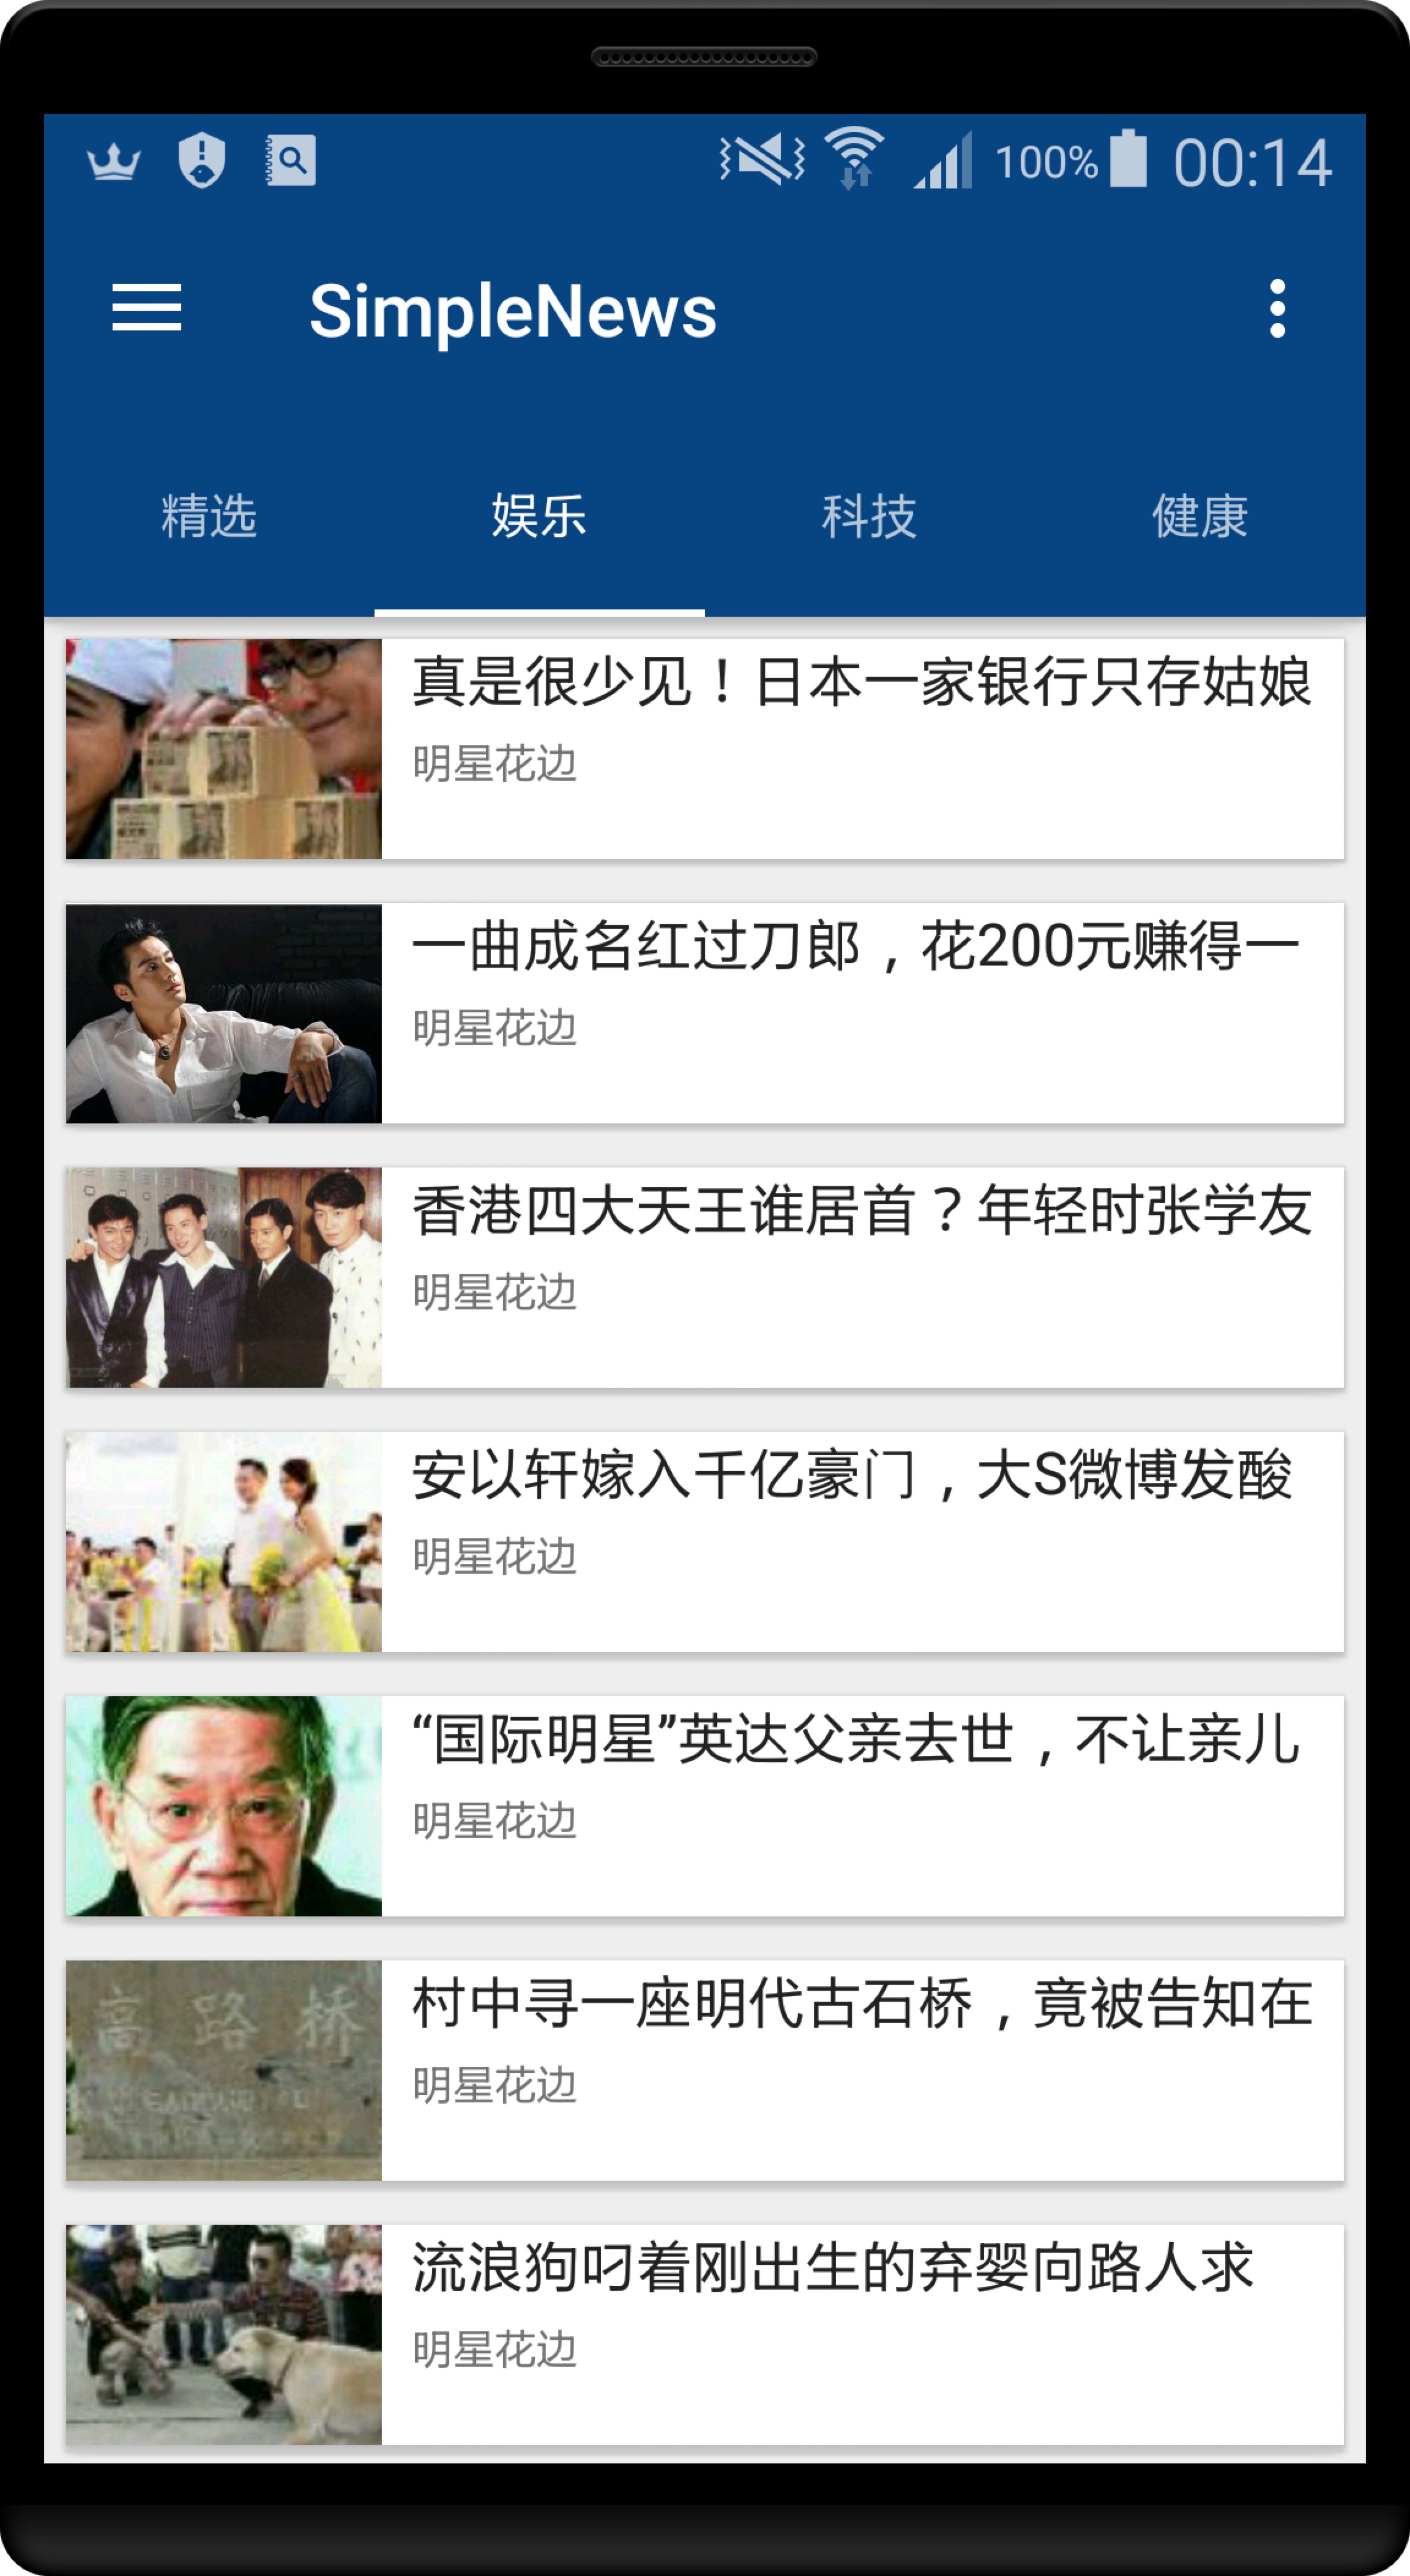 100% 00:14
SimpleNews
精选 娱乐 科技 健康
真是很少见！日本一家银行只存姑娘
明星花边
一曲成名红过刀郎，花200元赚得一
明星花边
香港四大天王谁居首？年轻时张学友
明星花边
安以轩嫁入千亿豪门，大S微博发酸
明星花边
“国际明星”英达父亲去世，不让亲儿
明星花边
村中寻一座明代古石桥，竟被告知在
明星花边
高路桥
流浪狗叼着刚出生的弃婴向路人求
明星花边